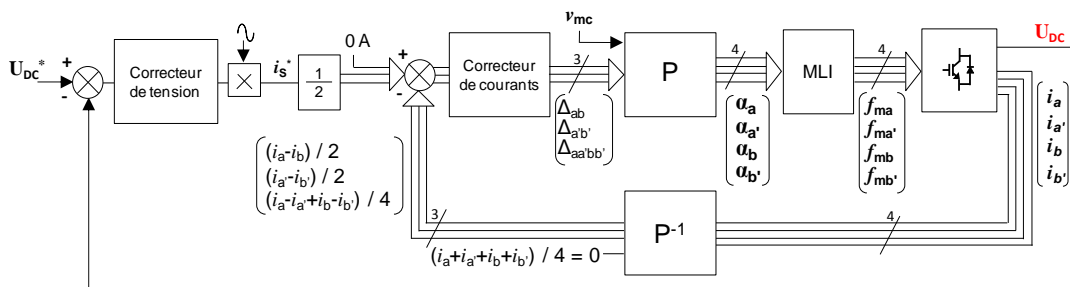 v_mc
U_DC*
+
-
Correcteur
de tension
×
i_s*
1
2
0 A
+
-
Correcteur
de courants
3
Δ_ab
Δ_a'b'
Δ_aa'bb'
P
4
α_a
α_a'
α_b
α_b'
MLI
4
f_ma
f_ma'
f_mb
f_mb'
U_DC
i_a
i_a'
i_b
i_b'
(i_a-i_b) / 2
(i_a'-i_b') / 2
(i_a-i_a'+i_b-i_b') / 4
3
P⁻¹
4
(i_a+i_a'+i_b+i_b') / 4 = 0